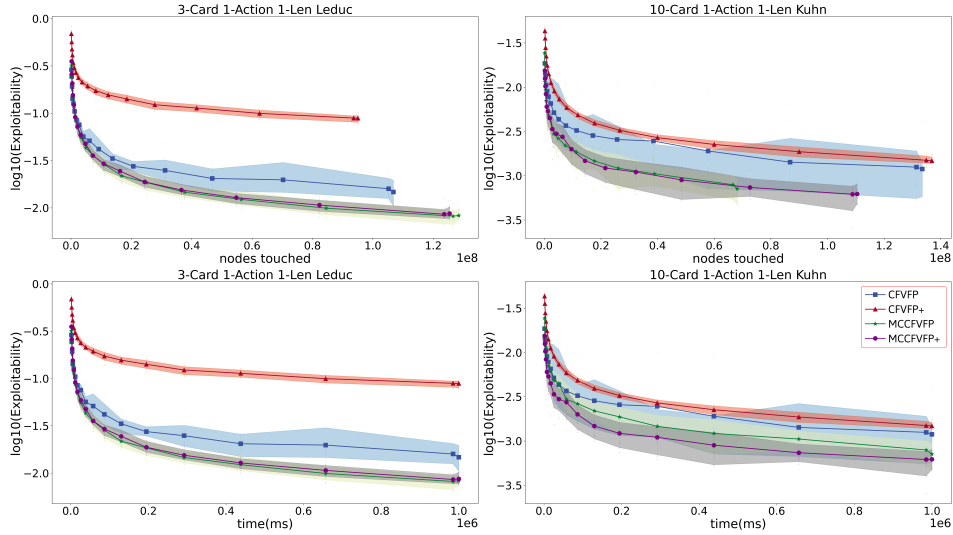 3-Card 1-Action 1-Len Leduc
log10(Exploitability)
0.0
−0.5
−1.0
−1.5
−2.0
0.0 0.2 0.4 0.6 0.8 1.0 1.2
1e8
nodes touched
10-Card 1-Action 1-Len Kuhn
log10(Exploitability)
−1.5
−2.0
−2.5
−3.0
−3.5
0.0 0.2 0.4 0.6 0.8 1.0 1.2 1.4
1e8
nodes touched
3-Card 1-Action 1-Len Leduc
log10(Exploitability)
0.0
−0.5
−1.0
−1.5
−2.0
0.0 0.2 0.4 0.6 0.8 1.0
1e6
time(ms)
10-Card 1-Action 1-Len Kuhn
log10(Exploitability)
−1.5
−2.0
−2.5
−3.0
−3.5
0.0 0.2 0.4 0.6 0.8 1.0
1e6
time(ms)
CFVFP
CFVFP+
MCCFVFP
MCCFVFP+